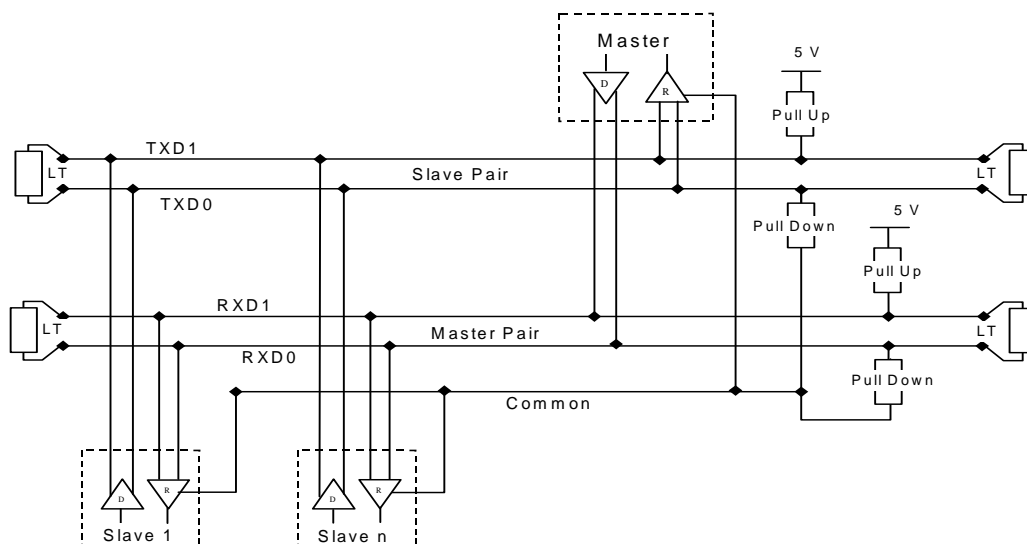 Master
5 V
D
R
Pull Up
TXD1
LT
Slave Pair
LT
TXD0
5 V
Pull Down
Pull Up
RXD1
LT
Master Pair
LT
RXD0
Pull Down
Common
D
R
D
R
Slave 1
Slave n